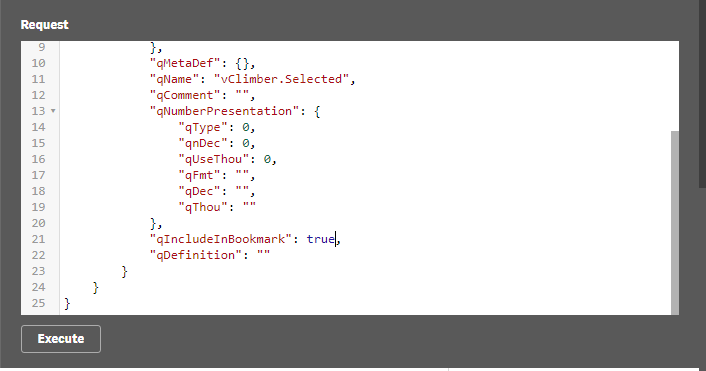 Request
9 },
10 "qMetaDef": {},
11 "qName": "vClimber.Selected",
12 "qComment": "",
13 "qNumberPresentation": {
14 "qType": 0,
15 "qnDec": 0,
16 "qUseThou": 0,
17 "qFmt": "",
18 "qDec": "",
19 "qThou": ""
20 },
21 "qIncludeInBookmark": true,
22 "qDefinition": ""
23 }
24 }
25 }
Execute